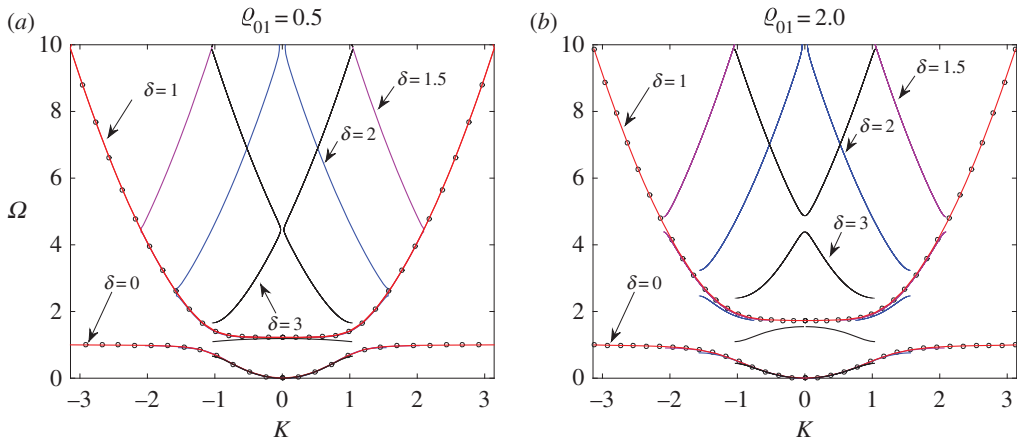 (a) ϱ01 = 0.5
10
8
6
4
2
0
Ω
−3 −2 −1 0 1 2 3
K
δ = 1
δ = 1.5
δ = 2
δ = 3
δ = 0
(b) ϱ01 = 2.0
10
8
6
4
2
0
−3 −2 −1 0 1 2 3
K
δ = 1
δ = 1.5
δ = 2
δ = 3
δ = 0